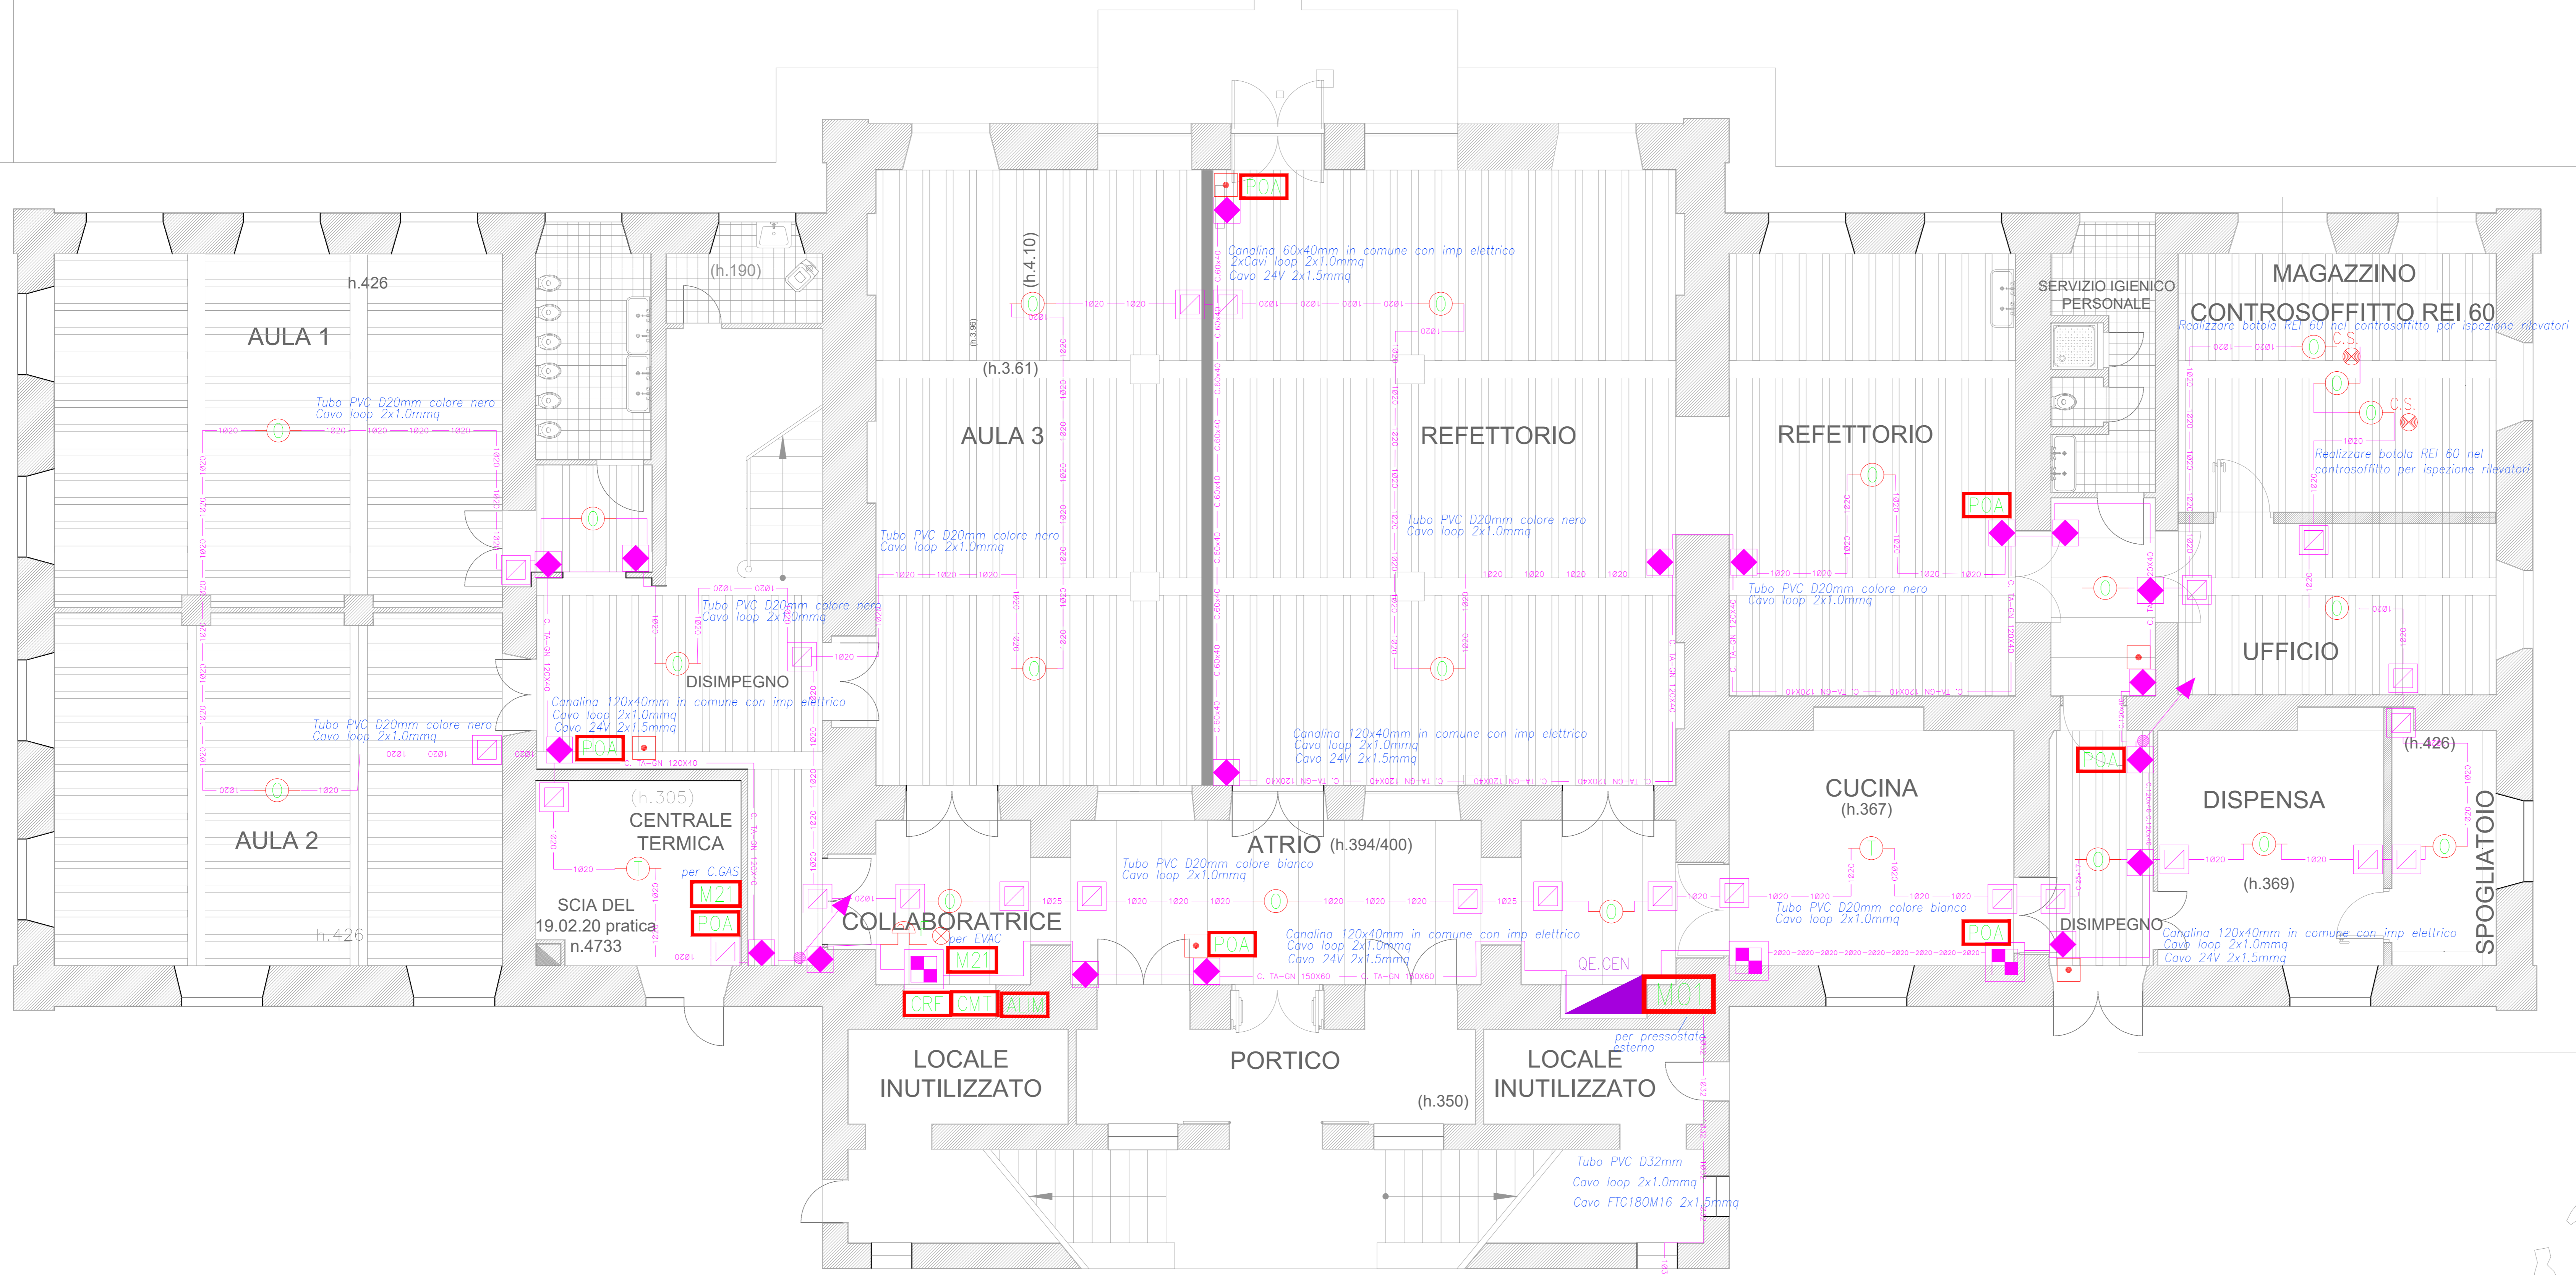 POA
Canalina 60x40mm in comune con imp elettrico
2xCavi loop 2x1.0mmq
Cavo 24V 2x1.5mmq
(h.4.10)
(h.3.96)
(h.3.61)
h.426
AULA 1
(h.190)
SERVIZIO IGIENICO
PERSONALE
MAGAZZINO
CONTROSOFFITTO REI 60
Realizzare botola REI 60 nel controsoffitto per ispezione rilevatori
C.S.
C.S.
Realizzare botola REI 60 nel
controsoffitto per ispezione rilevatori
Tubo PVC D20mm colore nero
Cavo loop 2x1.0mmq
AULA 3
REFETTORIO
REFETTORIO
POA
Tubo PVC D20mm colore nero
Cavo loop 2x1.0mmq
Tubo PVC D20mm colore nero
Cavo loop 2x1.0mmq
Tubo PVC D20mm colore nero
Cavo loop 2x1.0mmq
Tubo PVC D20mm colore nero
Cavo loop 2x1.0mmq
UFFICIO
DISIMPEGNO
Canalina 120x40mm in comune con imp elettrico
Cavo loop 2x1.0mmq
Cavo 24V 2x1.5mmq
POA
Tubo PVC D20mm colore nero
Cavo loop 2x1.0mmq
Canalina 120x40mm in comune con imp elettrico
Cavo loop 2x1.0mmq
Cavo 24V 2x1.5mmq
C. TA-GN 120X40
POA
(h.426)
AULA 2
(h.305)
CENTRALE
TERMICA
per C.GAS
M21
POA
SCIA DEL
19.02.20 pratica
n.4733
h.426
ATRIO (h.394/400)
Tubo PVC D20mm colore bianco
Cavo loop 2x1.0mmq
CUCINA
(h.367)
DISPENSA
(h.369)
SPOGLIATOIO
COLLABORATRICE
per EVAC
M21
POA
Canalina 120x40mm in comune con imp elettrico
Cavo loop 2x1.0mmq
Cavo 24V 2x1.5mmq
C. TA-GN 150X60
C. TA-GN 150X60
Tubo PVC D20mm colore bianco
Cavo loop 2x1.0mmq
POA
DISIMPEGNO
Canalina 120x40mm in comune con imp elettrico
Cavo loop 2x1.0mmq
Cavo 24V 2x1.5mmq
QE.GEN
CRF
CMT
ALIM
M01
per pressostato
esterno
LOCALE
INUTILIZZATO
PORTICO
(h.350)
LOCALE
INUTILIZZATO
Tubo PVC D32mm
Cavo loop 2x1.0mmq
Cavo FTG18OM16 2x1.5mmq